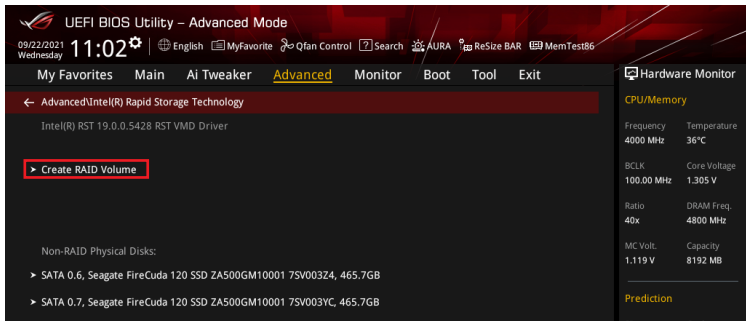 UEFI BIOS Utility – Advanced Mode
09/22/2021 Wednesday 11:02 English MyFavorite Qfan Control ? Search AURA ReSize BAR MemTest86
My Favorites Main Ai Tweaker Advanced Monitor Boot Tool Exit
Hardware Monitor
← Advanced\Intel(R) Rapid Storage Technology
Intel(R) RST 19.0.0.5428 RST VMD Driver
> Create RAID Volume
Non-RAID Physical Disks:
> SATA 0.6, Seagate FireCuda 120 SSD ZA500GM10001 7SV003Z4, 465.7GB
> SATA 0.7, Seagate FireCuda 120 SSD ZA500GM10001 7SV003YC, 465.7GB
CPU/Memory
Frequency Temperature
4000 MHz 36°C
BCLK Core Voltage
100.00 MHz 1.305 V
Ratio DRAM Freq.
40x 4800 MHz
MC Volt. Capacity
1.119 V 8192 MB
Prediction